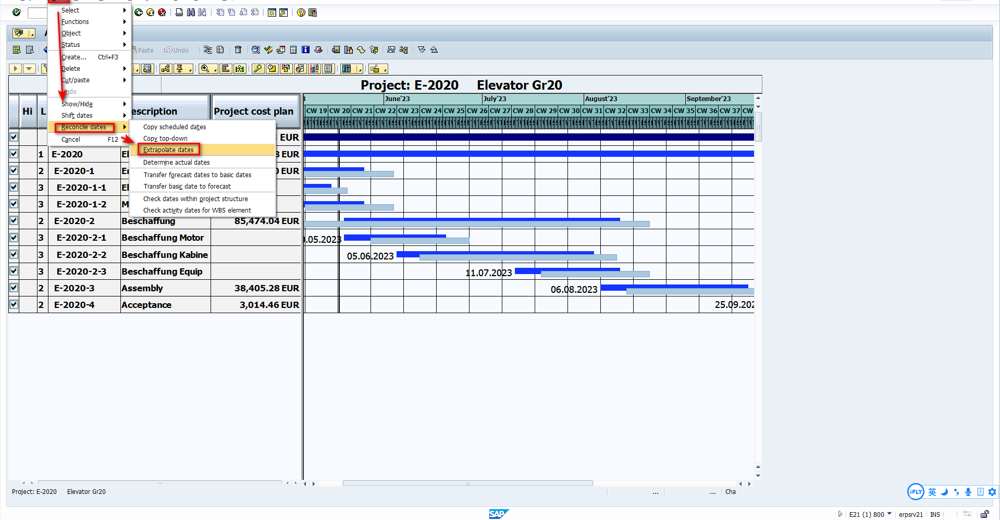 Select
Functions
Object
Status
Create... Ctrl+F3
Delete
Cut/paste
Show/Hide
Shift dates
Reconcile dates
Cancel F12
Copy scheduled dates
Copy top-down
Extrapolate dates
Determine actual dates
Transfer forecast dates to basic dates
Transfer basic date to forecast
Check dates within project structure
Check activity dates for WBS element
Paste
Undo
Project: E-2020 Elevator Gr20
June'23 July'23 August'23 September'23
Hi L escription Project cost plan
CW 19 CW 20 CW 21 CW 22 CW 23 CW 24 CW 25 CW 26 CW 27 CW 28 CW 29 CW 30 CW 31 CW 32 CW 33 CW 34 CW 35 CW 36 CW 37 CW
EUR
1 E-2020 El 3 EUR
2 E-2020-1 0 EUR
3 E-2020-1-1 El
3 E-2020-1-2 M
2 E-2020-2 Beschaffung 85,474.04 EUR
3 E-2020-2-1 Beschaffung Motor .05.2023
3 E-2020-2-2 Beschaffung Kabine 05.06.2023
3 E-2020-2-3 Beschaffung Equip 11.07.2023
2 E-2020-3 Assembly 38,405.28 EUR 06.08.2023
2 E-2020-4 Acceptance 3,014.46 EUR 25.09.202
Project: E-2020 Elevator Gr20
... ... Cha
iFLY 英
SAP
E21 (1) 800 erpsrv21 INS